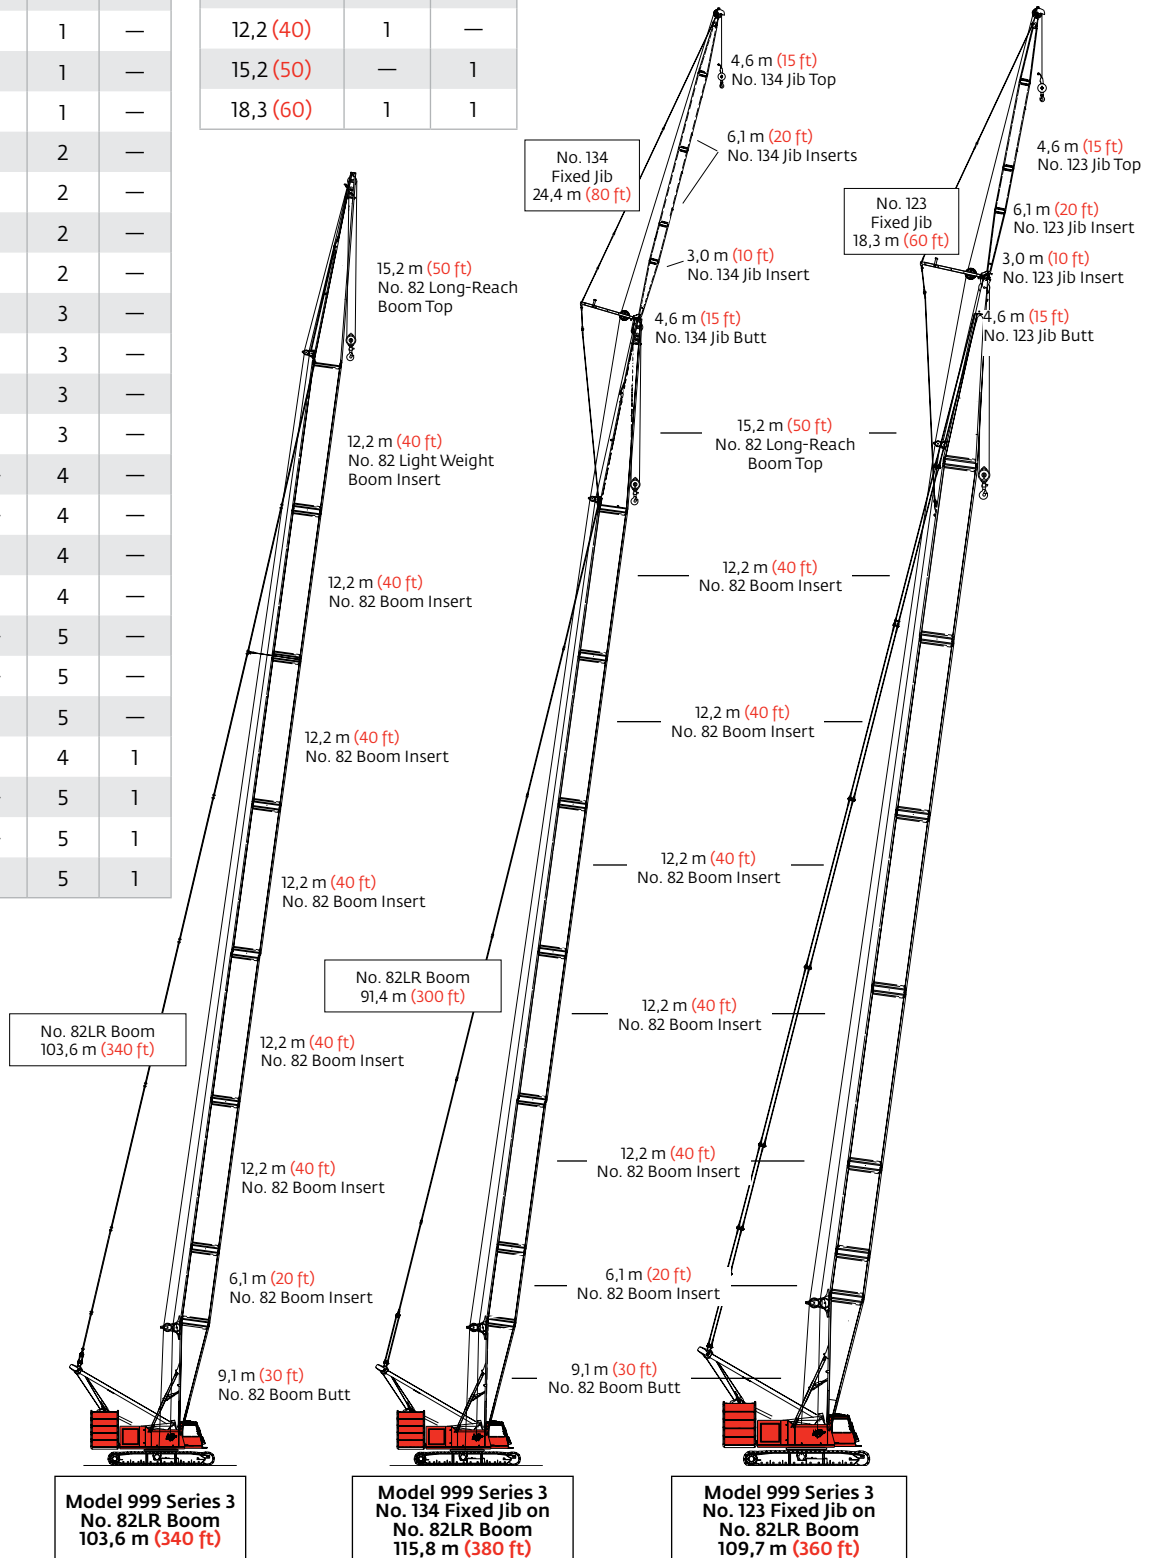 1 —
1 —
1 —
2 —
2 —
2 —
2 —
3 —
3 —
3 —
3 —
4 —
4 —
4 —
4 —
5 —
5 —
5 —
4 1
5 1
5 1
5 1
12,2 (40) 1 —
15,2 (50) — 1
18,3 (60) 1 1
15,2 m (50 ft)
No. 82 Long-Reach
Boom Top
12,2 m (40 ft)
No. 82 Light Weight
Boom Insert
12,2 m (40 ft)
No. 82 Boom Insert
12,2 m (40 ft)
No. 82 Boom Insert
12,2 m (40 ft)
No. 82 Boom Insert
No. 82LR Boom
103,6 m (340 ft)
12,2 m (40 ft)
No. 82 Boom Insert
12,2 m (40 ft)
No. 82 Boom Insert
6,1 m (20 ft)
No. 82 Boom Insert
9,1 m (30 ft)
No. 82 Boom Butt
Model 999 Series 3
No. 82LR Boom
103,6 m (340 ft)
4,6 m (15 ft)
No. 134 Jib Top
6,1 m (20 ft)
No. 134 Jib Inserts
No. 134
Fixed Jib
24,4 m (80 ft)
3,0 m (10 ft)
No. 134 Jib Insert
4,6 m (15 ft)
No. 134 Jib Butt
15,2 m (50 ft)
No. 82 Long-Reach
Boom Top
12,2 m (40 ft)
No. 82 Boom Insert
12,2 m (40 ft)
No. 82 Boom Insert
12,2 m (40 ft)
No. 82 Boom Insert
No. 82LR Boom
91,4 m (300 ft)
12,2 m (40 ft)
No. 82 Boom Insert
12,2 m (40 ft)
No. 82 Boom Insert
6,1 m (20 ft)
No. 82 Boom Insert
9,1 m (30 ft)
No. 82 Boom Butt
Model 999 Series 3
No. 134 Fixed Jib on
No. 82LR Boom
115,8 m (380 ft)
4,6 m (15 ft)
No. 123 Jib Top
No. 123
Fixed Jib
18,3 m (60 ft)
6,1 m (20 ft)
No. 123 Jib Insert
3,0 m (10 ft)
No. 123 Jib Insert
4,6 m (15 ft)
No. 123 Jib Butt
Model 999 Series 3
No. 123 Fixed Jib on
No. 82LR Boom
109,7 m (360 ft)